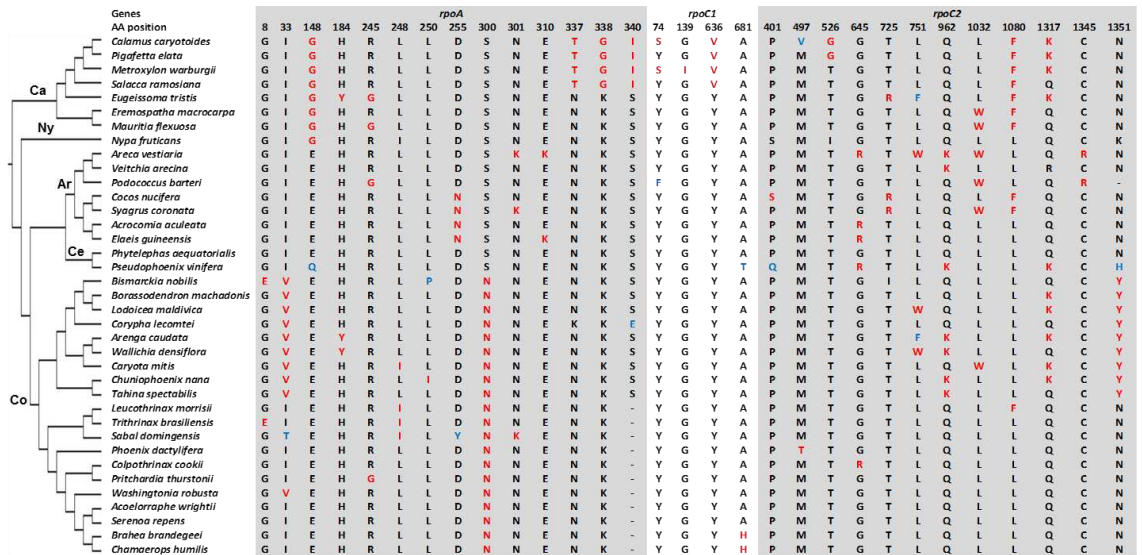 Genes rpoA rpoC1 rpoC2
AA position 8 33 148 184 245 248 250 255 300 301 310 337 338 340 74 139 636 681 401 497 526 645 725 751 962 1032 1080 1317 1345 1351
Calamus caryotoides G I G H R L L D S N E T G I S G V A P V G G T L Q L F K C N
Pigafetta elata G I G H R L L D S N E T G I Y G V A P M G G T L Q L F K C N
Metroxylon warburgii G I G H R L L D S N E T G I S I V A P M T G T L Q L F K C N
Salacca ramosiana G I G H R L L D S N E T G I Y G V A P M T G T L Q L F Q C N
Ca
Eugeissoma tristis G I G Y G L L D S N E N K S Y G Y A P M T G R F Q L F K C N
Eremospatha macrocarpa G I G H R L L D S N E N K S Y G Y A P M T G T L Q W F Q C N
Mauritia flexuosa G I G H G L L D S N E N K S Y G Y A P M T G T L Q W F Q C N
Ny
Nypa fruticans G I G H R I L D S N E N K S Y G Y A S M I G T L Q L L Q C K
Areca vestiaria G I E H R L L D S K K N K S Y G Y A P M T R T W K W L Q R N
Veitchia arecina G I E H R L L D S N E N K S Y G Y A P M T G T L K L L R C N
Ar
Podococcus barteri G I E H G L L D S N E N K S F G Y A P M T G T L Q W L Q R -
Cocos nucifera G I E H R L L N S N E N K S Y G Y A S M T G R L Q L F Q C N
Syagrus coronata G I E H R L L N S K E N K S Y G Y A P M T G R L Q W F Q C N
Acrocomia aculeata G I E H R L L N S N E N K S Y G Y A P M T R T L Q L L Q C N
Elaeis guineensis G I E H R L L N S N K N K S Y G Y A P M T R T L Q L L Q C N
Ce
Phytelephas aequatorialis G I E H R L L D S N E N K S Y G Y A P M T G T L Q L L Q C N
Pseudophoenix vinifera G I Q H R L L D S N E N K S Y G Y T Q M T R T L K L L K C H
Bismarckia nobilis E V E H R L P D N N E N K S Y G Y A P M T G I L Q L L Q C Y
Borassodendron machadonis G V E H R L L D N N E N K S Y G Y A P M T G T L Q L L K C Y
Lodoicea maldivica G V E H R L L D N N E N K S Y G Y A P M T G T W Q L L K C Y
Corypha lecomtei G V E H R L L D N N E K K E Y G Y A P M T G T L Q L L Q C Y
Arenga caudata G V E Y R L L D N N E N K S Y G Y A P M T G T F K L L K C Y
Wallichia densiflora G V E Y R L L D N N E N K S Y G Y A P M T G T W K L L Q C Y
Caryota mitis G V E H R I L D N N E N K S Y G Y A P M T G T L Q W L K C Y
Chuniophoenix nana G V E H R L I D N N E N K S Y G Y A P M T G T L K L L K C Y
Co
Tahina spectabilis G V E H R L L D N N E N K S Y G Y A P M T G T L K L L Q C Y
Leucothrinax morrisii G I E H R I L D N N E N K - Y G Y A P M T G T L Q L F Q C N
Trithrinax brasiliensis E I E H R I L D N N E N K - Y G Y A P M T G T L Q L L Q C N
Sabal domingensis G T E H R I L Y N K E N K - Y G Y A P M T G T L Q L L Q C N
Phoenix dactylifera G I E H R L L D N N E N K - Y G Y A P T T G T L Q L L Q C N
Colpothrinax cookii G I E H R L L D N N E N K - Y G Y A P M T R T L Q L L Q C N
Pritchardia thurstonii G I E H G L L D N N E N K - Y G Y A P M T G T L Q L L Q C N
Washingtonia robusta G V E H R L L D N N E N K - Y G Y A P M T G T L Q L L Q C N
Acoelorraphe wrightii G I E H R L L D N N E N K - Y G Y A P M T G T L Q L L Q C N
Serenoa repens G I E H R L L D N N E N K - Y G Y A P M T G T L Q L L Q C N
Brahea brandegeei G I E H R L L D N N E N K - Y G Y H P M T G T L Q L L Q C N
Chamaerops humilis G I E H R L L D N N E N K - Y G Y H P M T G T L Q L L Q C N